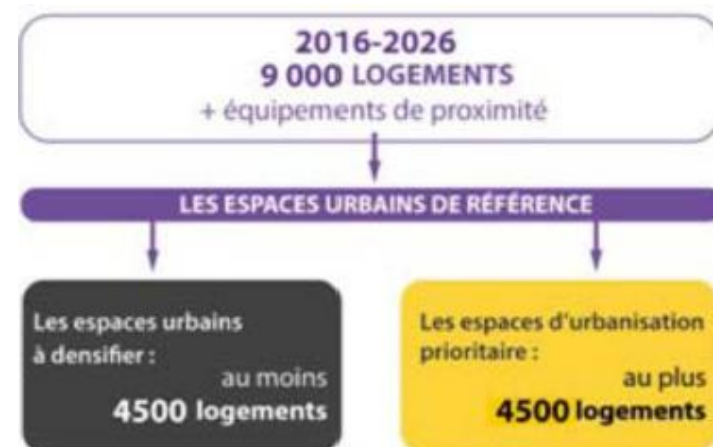 2016-2026
9 000 LOGEMENTS
+ équipements de proximité
LES ESPACES URBAINS DE RÉFÉRENCE
Les espaces urbains
à densifier :
au moins
4500 logements
Les espaces d'urbanisation
prioritaire :
au plus
4500 logements